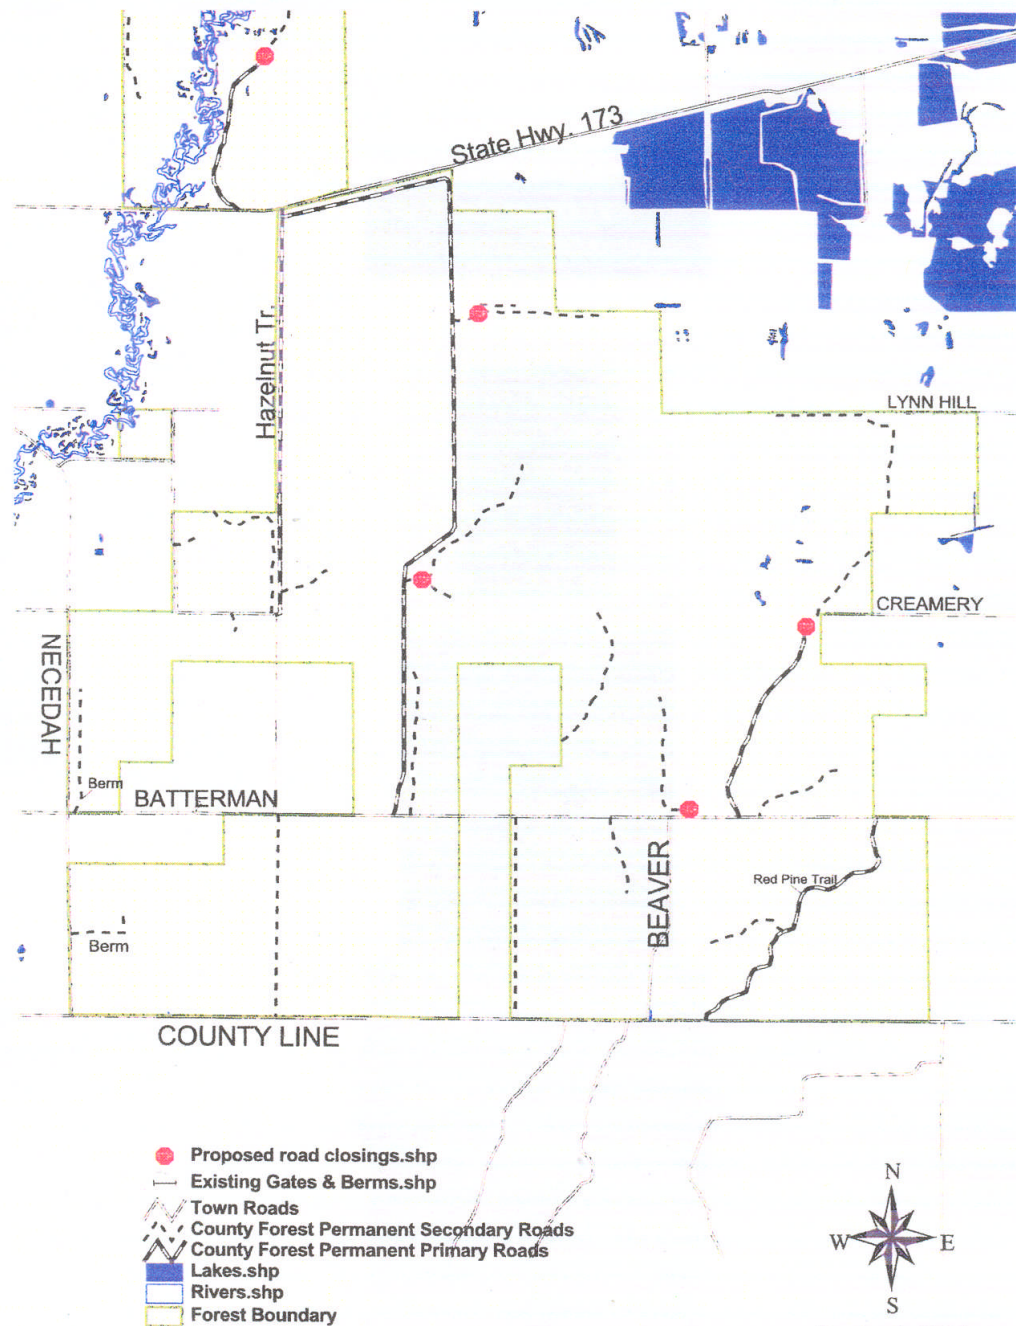 State Hwy. 173
Hazelnut Tr.
LYNN HILL
CREAMERY
NECEDAH
Berm
BATTERMAN
BEAVER
Red Pine Trail
Berm
COUNTY LINE
Proposed road closings.shp
Existing Gates & Berms.shp
Town Roads
County Forest Permanent Secondary Roads
County Forest Permanent Primary Roads
Lakes.shp
Rivers.shp
Forest Boundary
N
W E
S